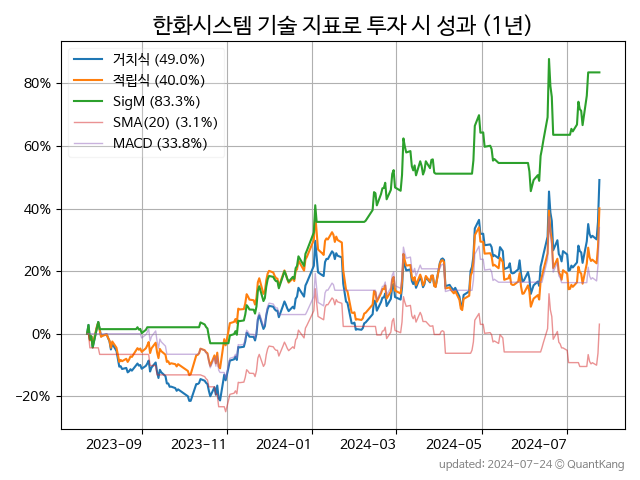 한화시스템 기술 지표로 투자 시 성과 (1년)
거치식 (49.0%)
적립식 (40.0%)
SigM (83.3%)
SMA(20) (3.1%)
MACD (33.8%)
80%
60%
40%
20%
0%
−20%
2023-09 2023-11 2024-01 2024-03 2024-05 2024-07
updated: 2024-07-24 @ QuantKang